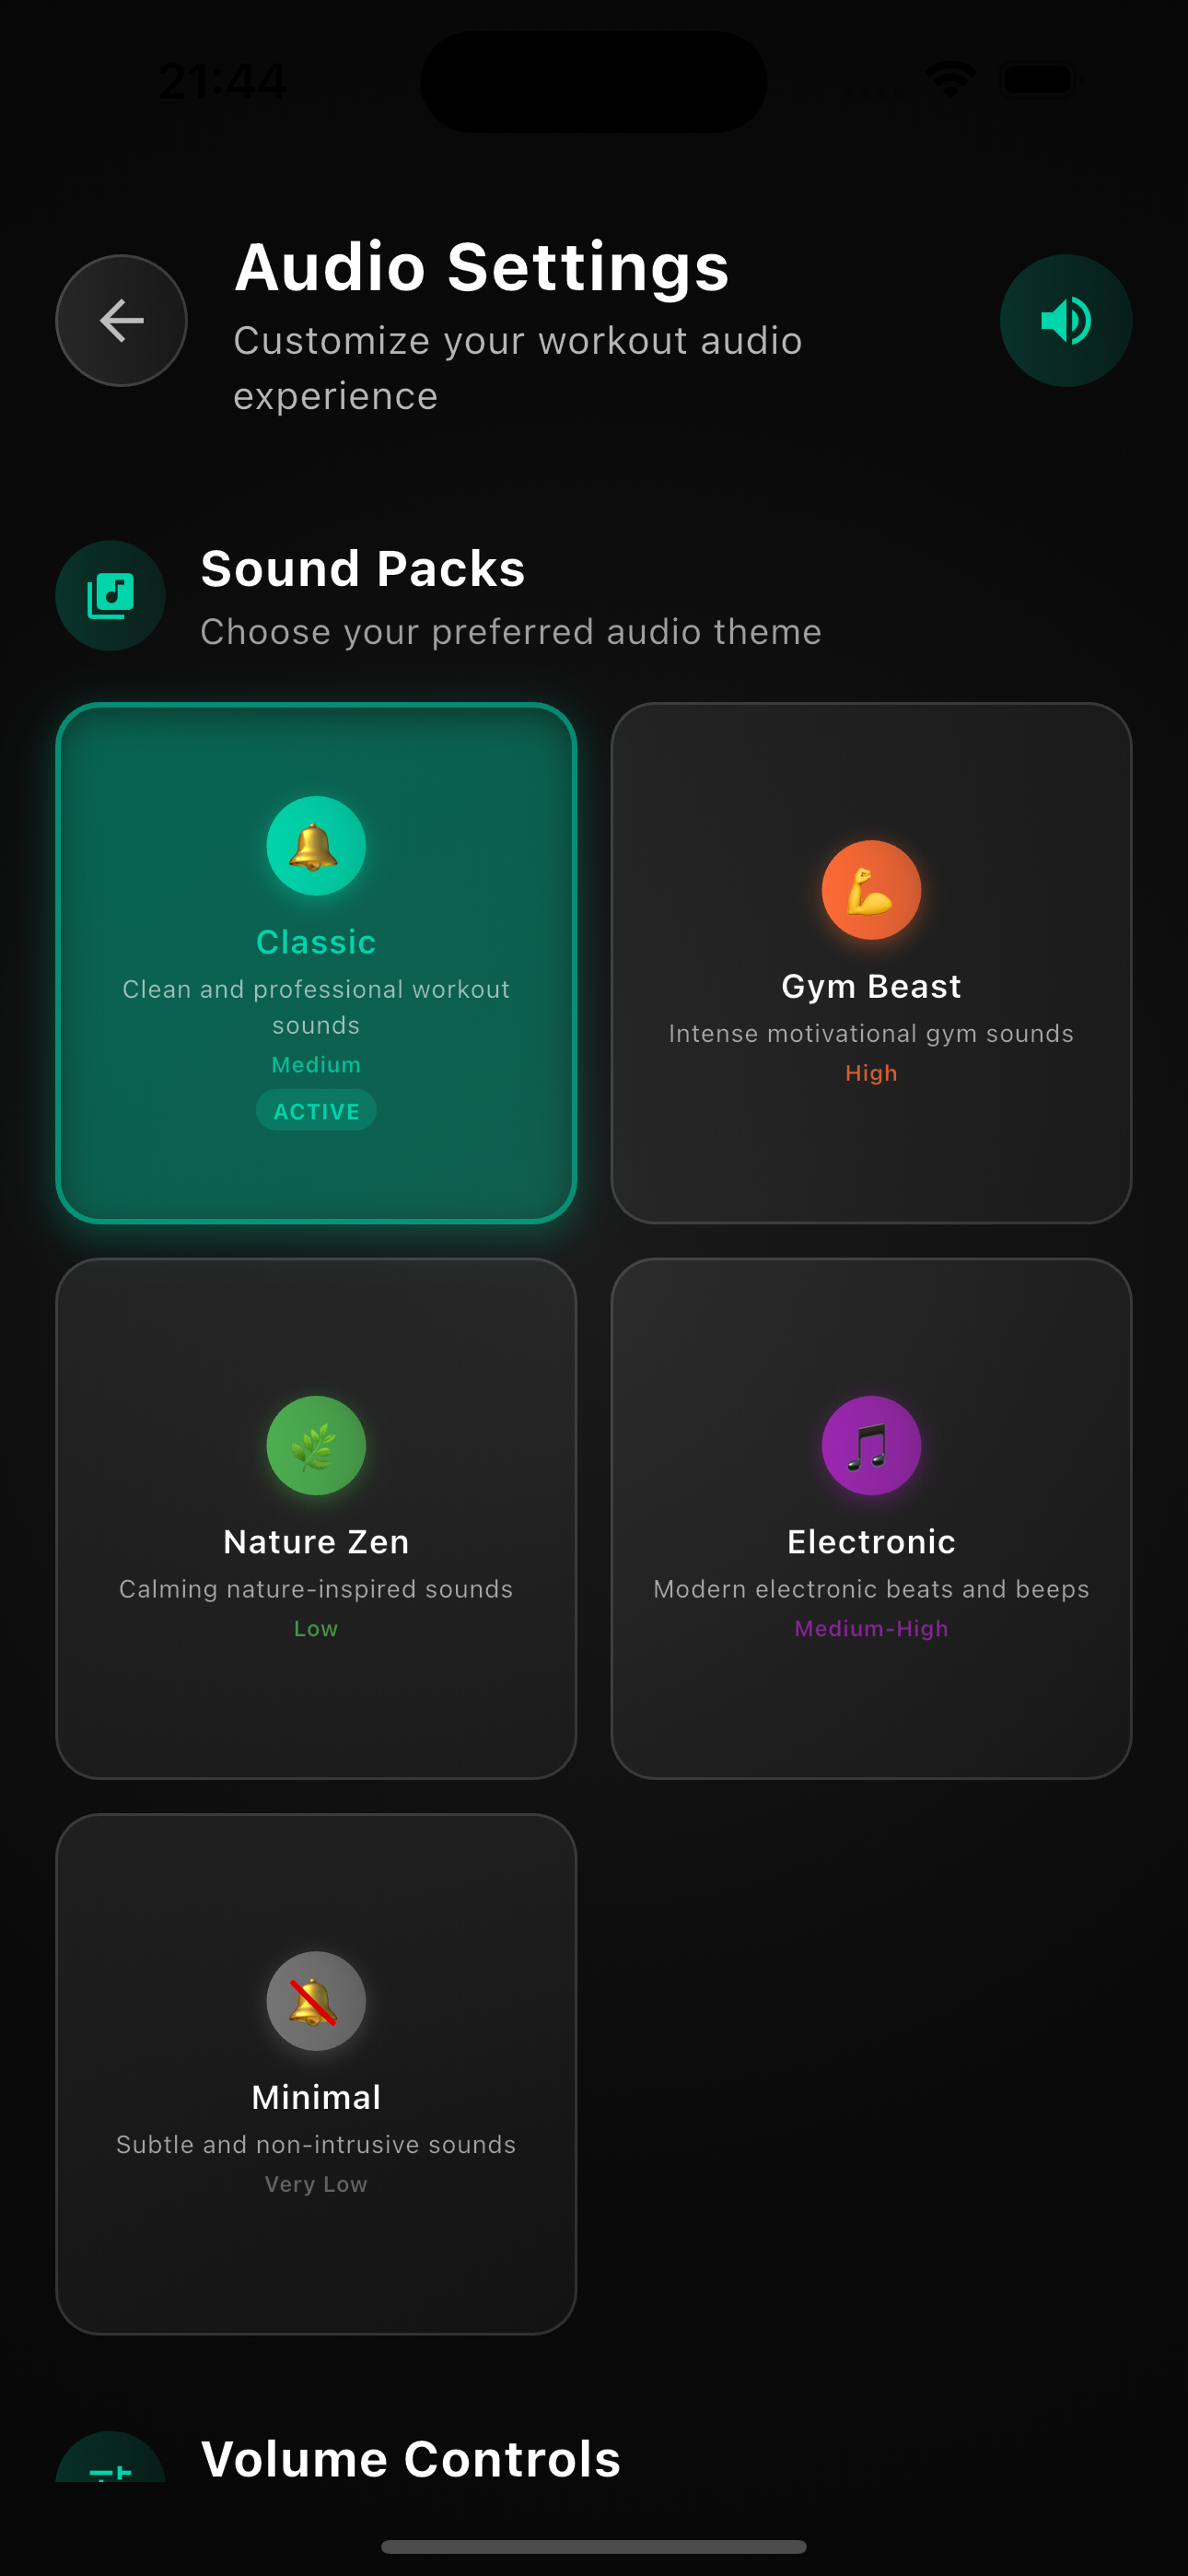 21:44
Audio Settings
Customize your workout audio
experience
Sound Packs
Choose your preferred audio theme
Classic
Clean and professional workout
sounds
Medium
ACTIVE
Gym Beast
Intense motivational gym sounds
High
Nature Zen
Calming nature-inspired sounds
Low
Electronic
Modern electronic beats and beeps
Medium-High
Minimal
Subtle and non-intrusive sounds
Very Low
Volume Controls